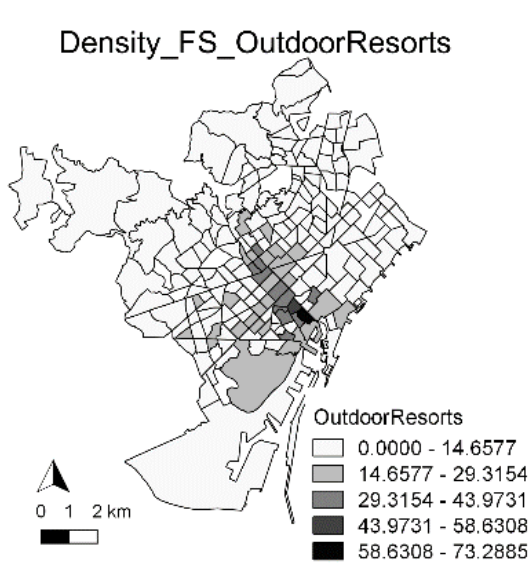 Density_FS_OutdoorResorts
OutdoorResorts
0.0000 - 14.6577
14.6577 - 29.3154
29.3154 - 43.9731
43.9731 - 58.6308
58.6308 - 73.2885
0 1 2 km